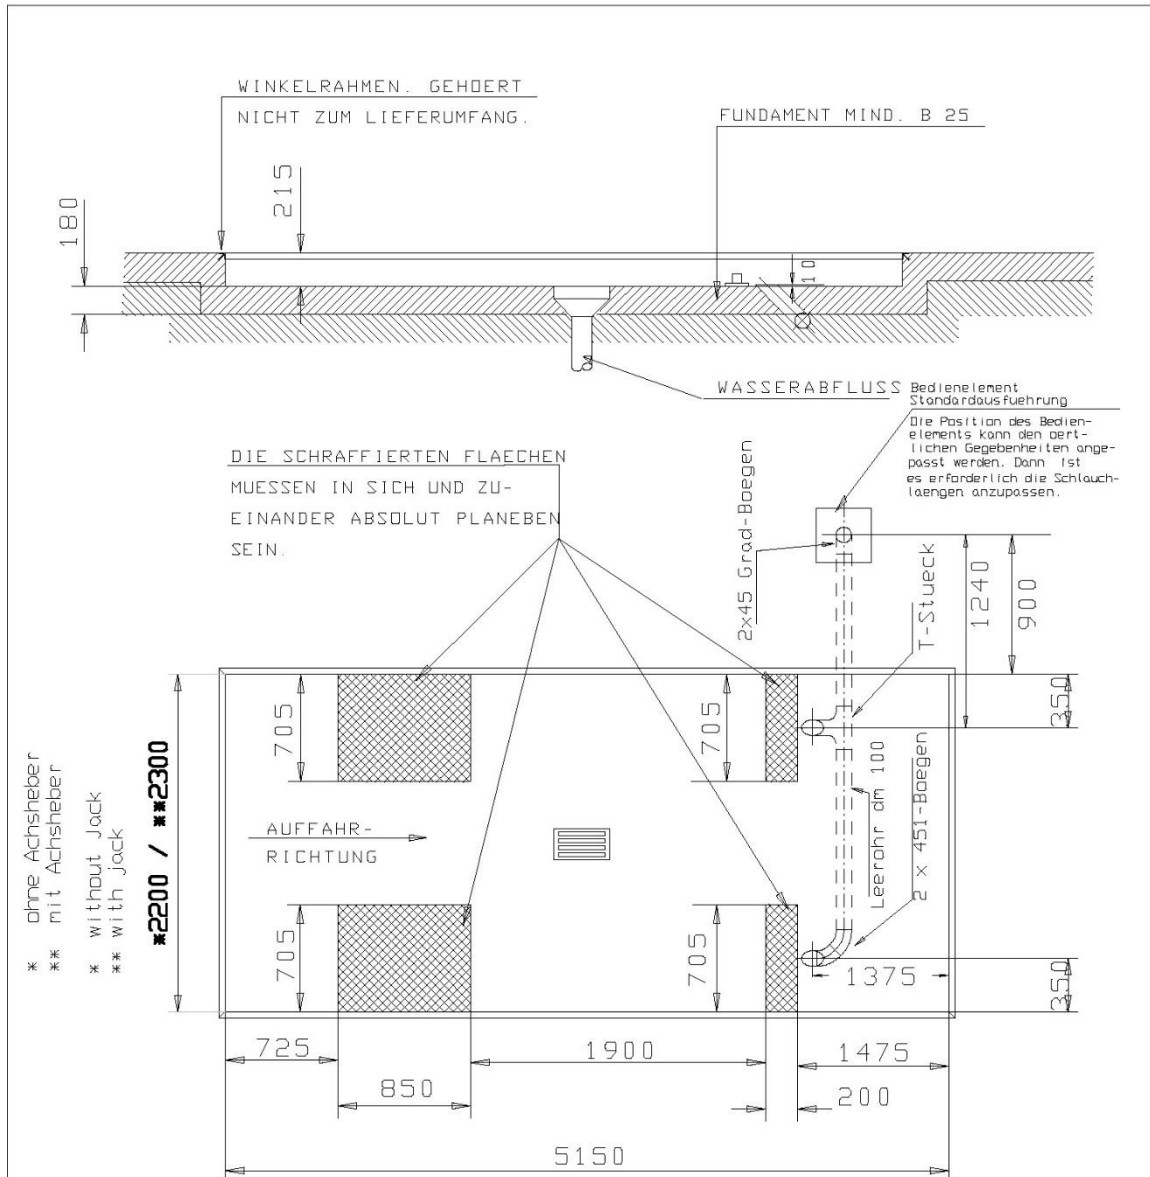 WINKELRAHMEN. GEHOERT
NICHT ZUM LIEFERUMFANG.
FUNDAMENT MIND. B 25
215
180
10
WASSERABFLUSS
Bedienelement
Standardausfuehrung
Die Position des Bedien-
elements kann den oert-
lichen Gegebenheiten ange-
passt werden. Dann ist
es erforderlich die Schlauch-
laengen anzupassen.
DIE SCHRAFFIERTEN FLAECHEN
MUESSEN IN SICH UND ZU-
EINANDER ABSOLUT PLANEBEN
SEIN.
2x45 Grad-Boegen
T-Stueck
1240
900
350
705
705
* ohne Achsheber
** mit Achsheber
* without Jack
** with jack
*2200 / **2300
AUFFAHR-
RICHTUNG
Leerohr dm 100
2 x 451-Boegen
705
705
1375
350
725
1900
1475
850
200
5150